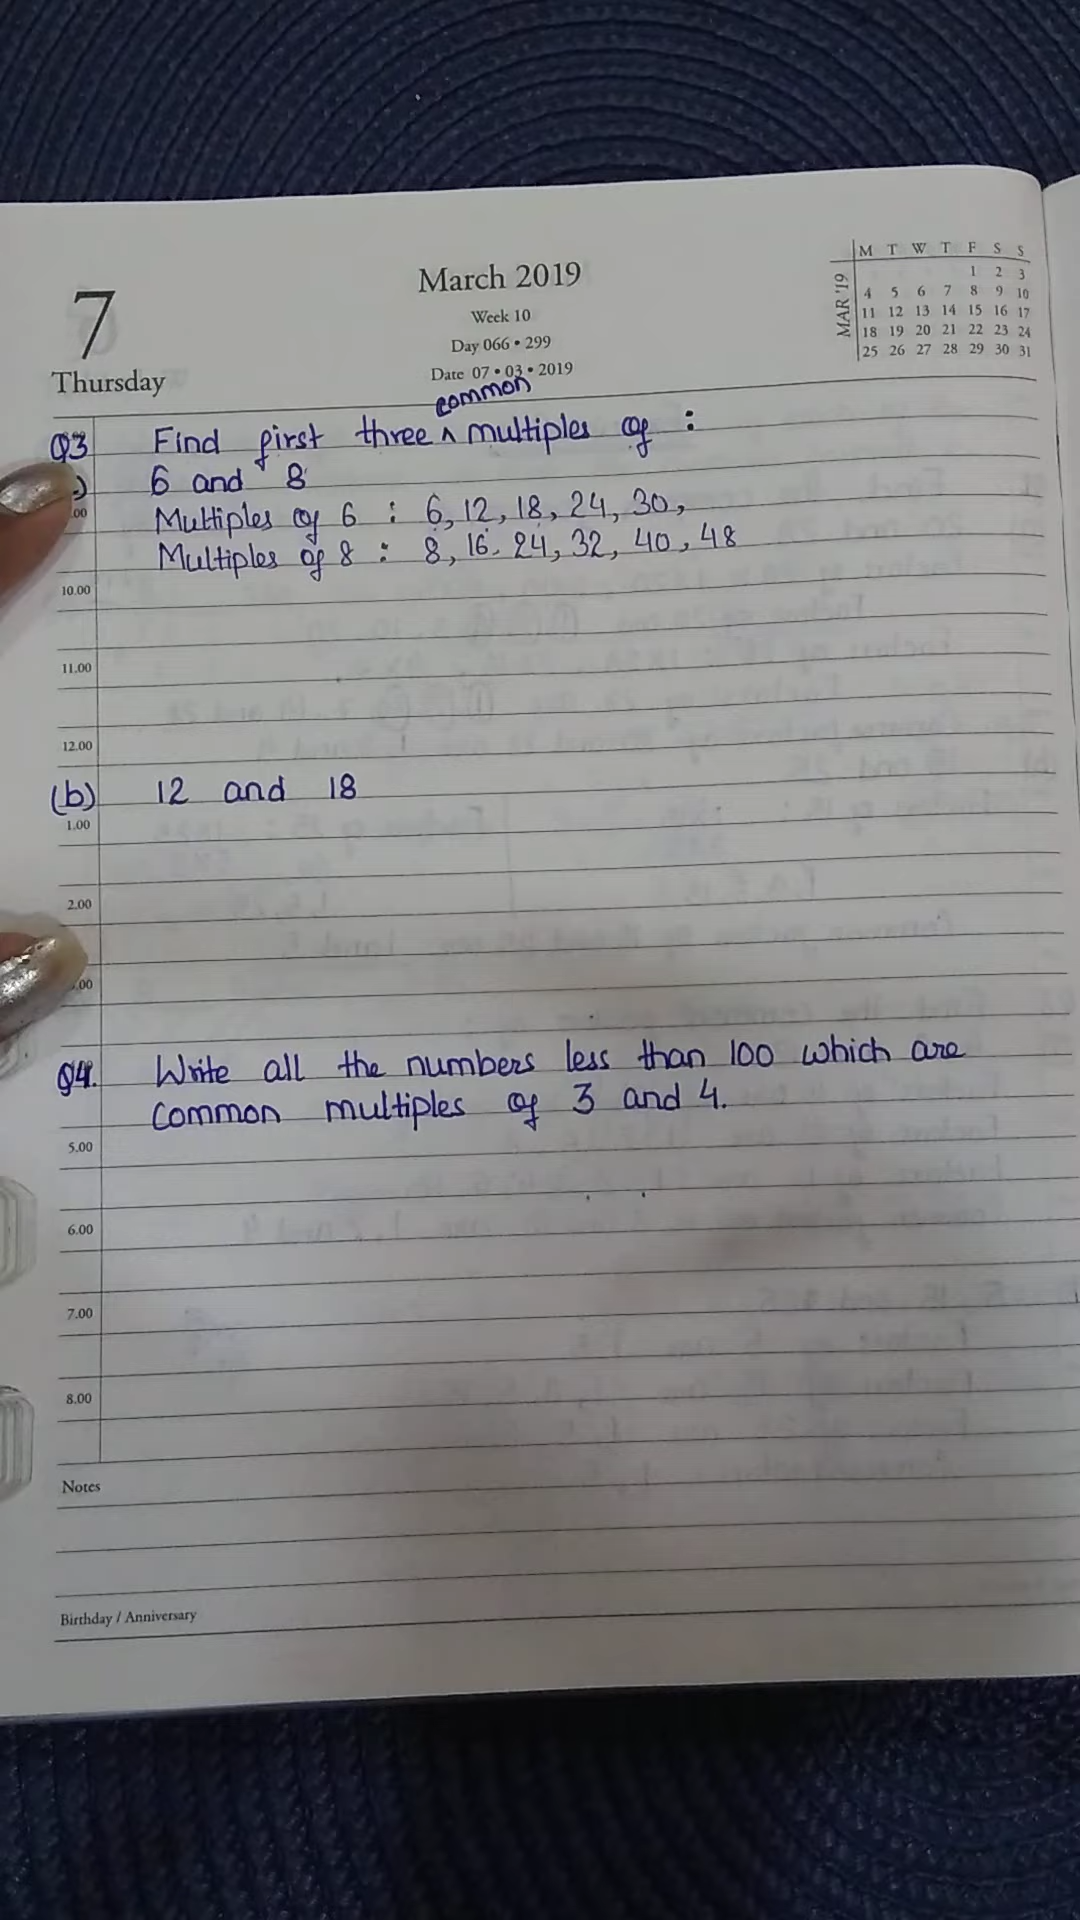 7
Thursday
March 2019
Week 10
Day 066 • 299
Date 07 • 03 • 2019
MAR '19
M T W T F S S
1 2 3
4 5 6 7 8 9 10
11 12 13 14 15 16 17
18 19 20 21 22 23 24
25 26 27 28 29 30 31
common
Q3 Find first three ^ multiples of :
6 and 8
.00
Multiples of 6 : 6, 12, 18, 24, 30,
Multiples of 8 : 8, 16, 24, 32, 40, 48
10.00
11.00
12.00
(b) 12 and 18
1.00
2.00
.00
Q4. Write all the numbers less than 100 which are
common multiples of 3 and 4.
5.00
6.00
7.00
8.00
Notes
Birthday / Anniversary